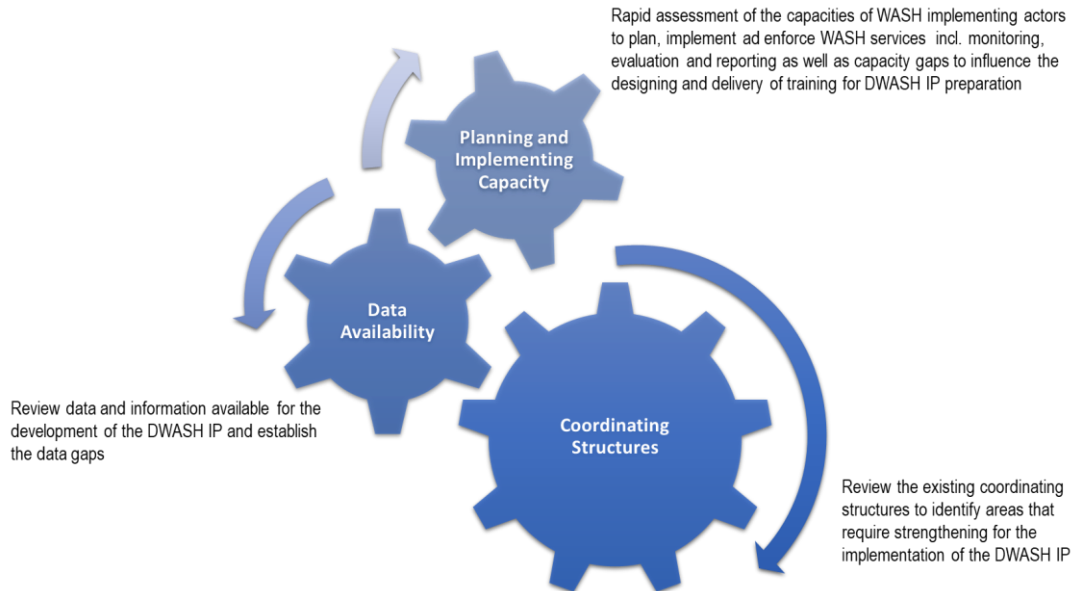 Rapid assessment of the capacities of WASH implementing actors
to plan, implement ad enforce WASH services incl. monitoring,
evaluation and reporting as well as capacity gaps to influence the
designing and delivery of training for DWASH IP preparation
Planning and
Implementing
Capacity
Data
Availability
Review data and information available for the
development of the DWASH IP and establish
the data gaps
Coordinating
Structures
Review the existing coordinating
structures to identify areas that
require strengthening for the
implementation of the DWASH IP